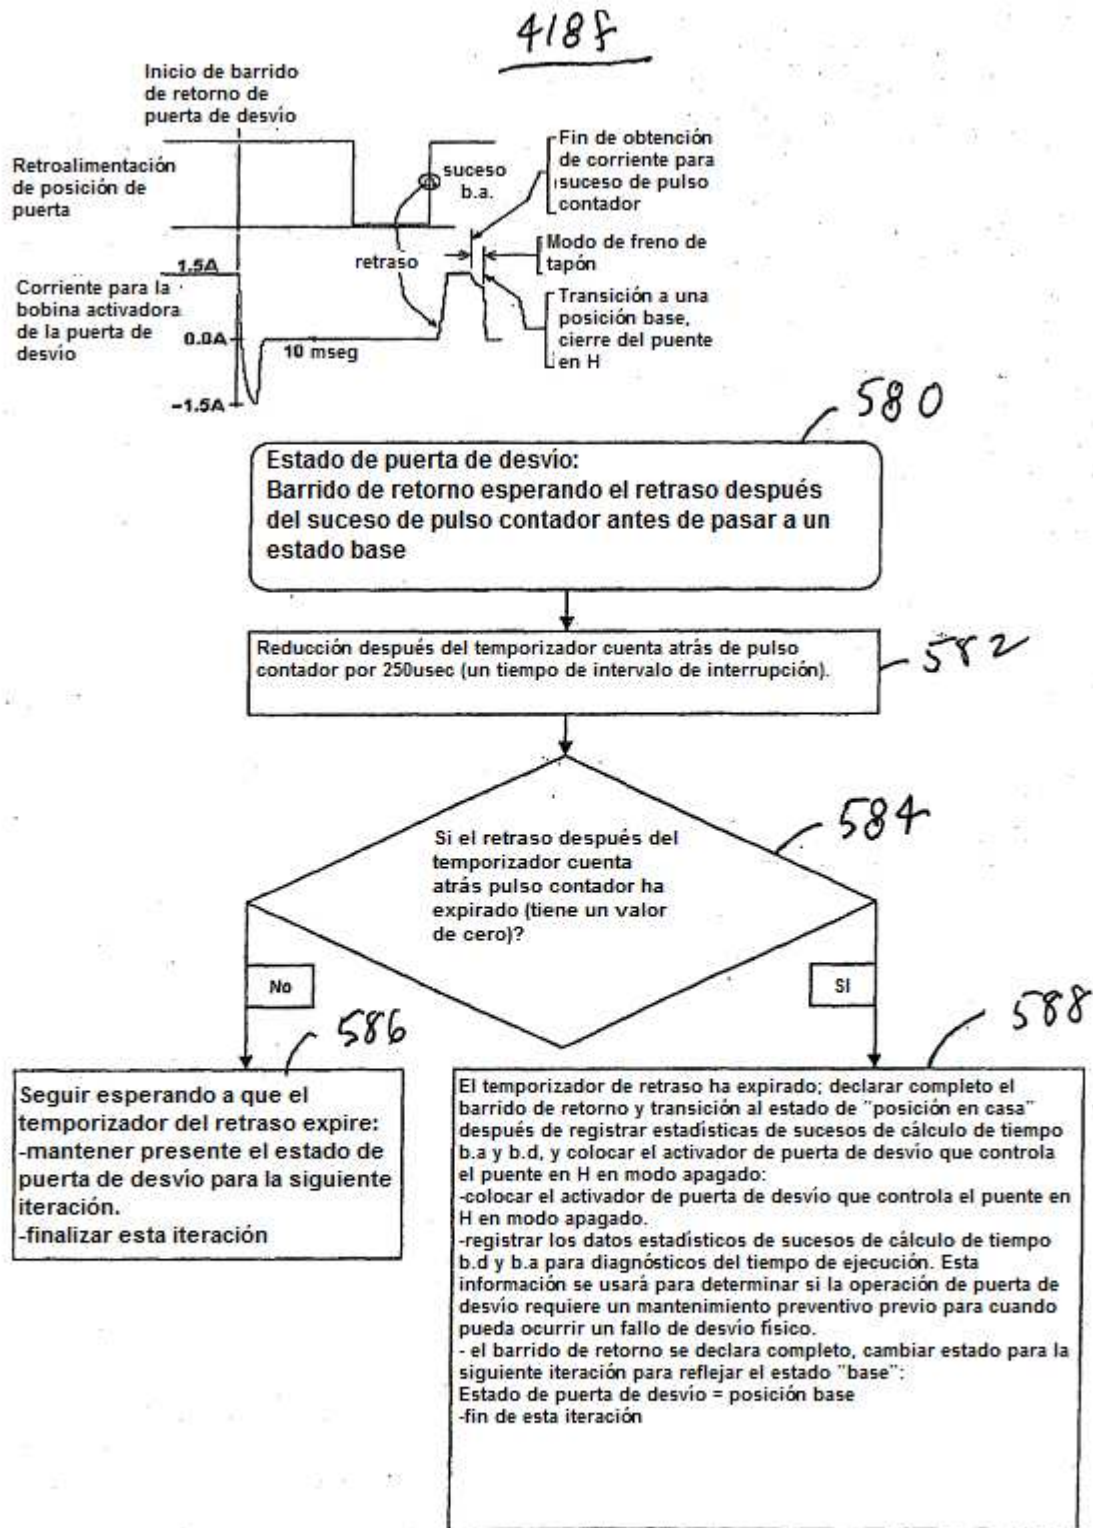 418f
Inicio de barrido
de retorno de
puerta de desvío
Retroalimentación
de posición de
puerta
suceso
b.a.
Fin de obtención
de corriente para
suceso de pulso
contador
retraso
Modo de freno de
tapón
1.5A
Corriente para la
bobina activadora
de la puerta de
desvío
0.0A
10 mseg
Transición a una
posición base,
cierre del puente
en H
-1.5A
580
Estado de puerta de desvío:
Barrido de retorno esperando el retraso después
del suceso de pulso contador antes de pasar a un
estado base
Reducción después del temporizador cuenta atrás de pulso
contador por 250usec (un tiempo de intervalo de interrupción).
582
584
Si el retraso después del
temporizador cuenta
atrás pulso contador ha
expirado (tiene un valor
de cero)?
No
SI
586
588
Seguir esperando a que el
temporizador del retraso expire:
-mantener presente el estado de
puerta de desvío para la siguiente
iteración.
-finalizar esta iteración
El temporizador de retraso ha expirado; declarar completo el
barrido de retorno y transición al estado de "posición en casa"
después de registrar estadísticas de sucesos de cálculo de tiempo
b.a y b.d, y colocar el activador de puerta de desvío que controla
el puente en H en modo apagado:
-colocar el activador de puerta de desvío que controla el puente en
H en modo apagado.
-registrar los datos estadísticos de sucesos de cálculo de tiempo
b.d y b.a para diagnósticos del tiempo de ejecución. Esta
información se usará para determinar si la operación de puerta de
desvío requiere un mantenimiento preventivo previo para cuando
pueda ocurrir un fallo de desvío físico.
- el barrido de retorno se declara completo, cambiar estado para la
siguiente iteración para reflejar el estado "base":
Estado de puerta de desvío = posición base
-fin de esta iteración